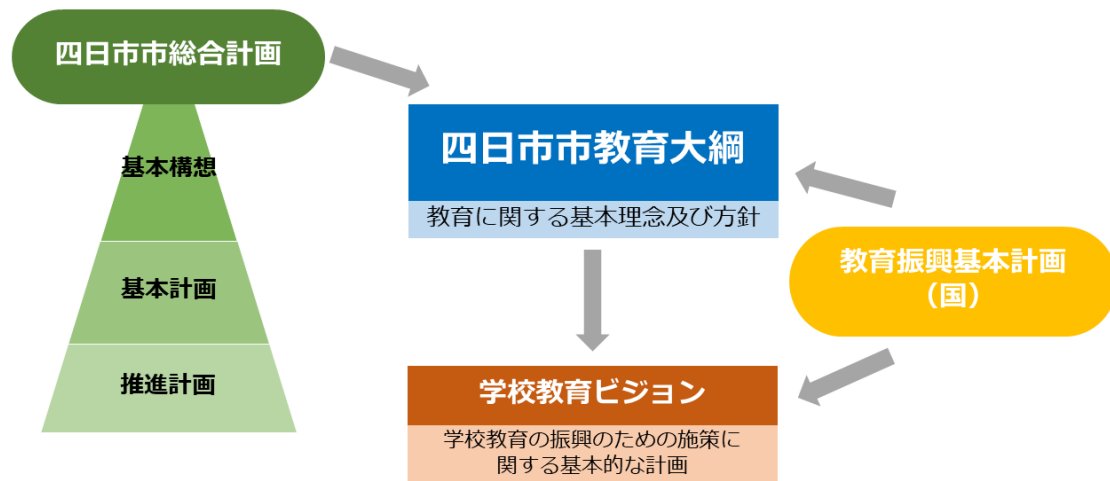 四日市市総合計画
基本構想
基本計画
推進計画
四日市市教育大綱
教育に関する基本理念及び方針
学校教育ビジョン
学校教育の振興のための施策に
関する基本的な計画
教育振興基本計画
（国）